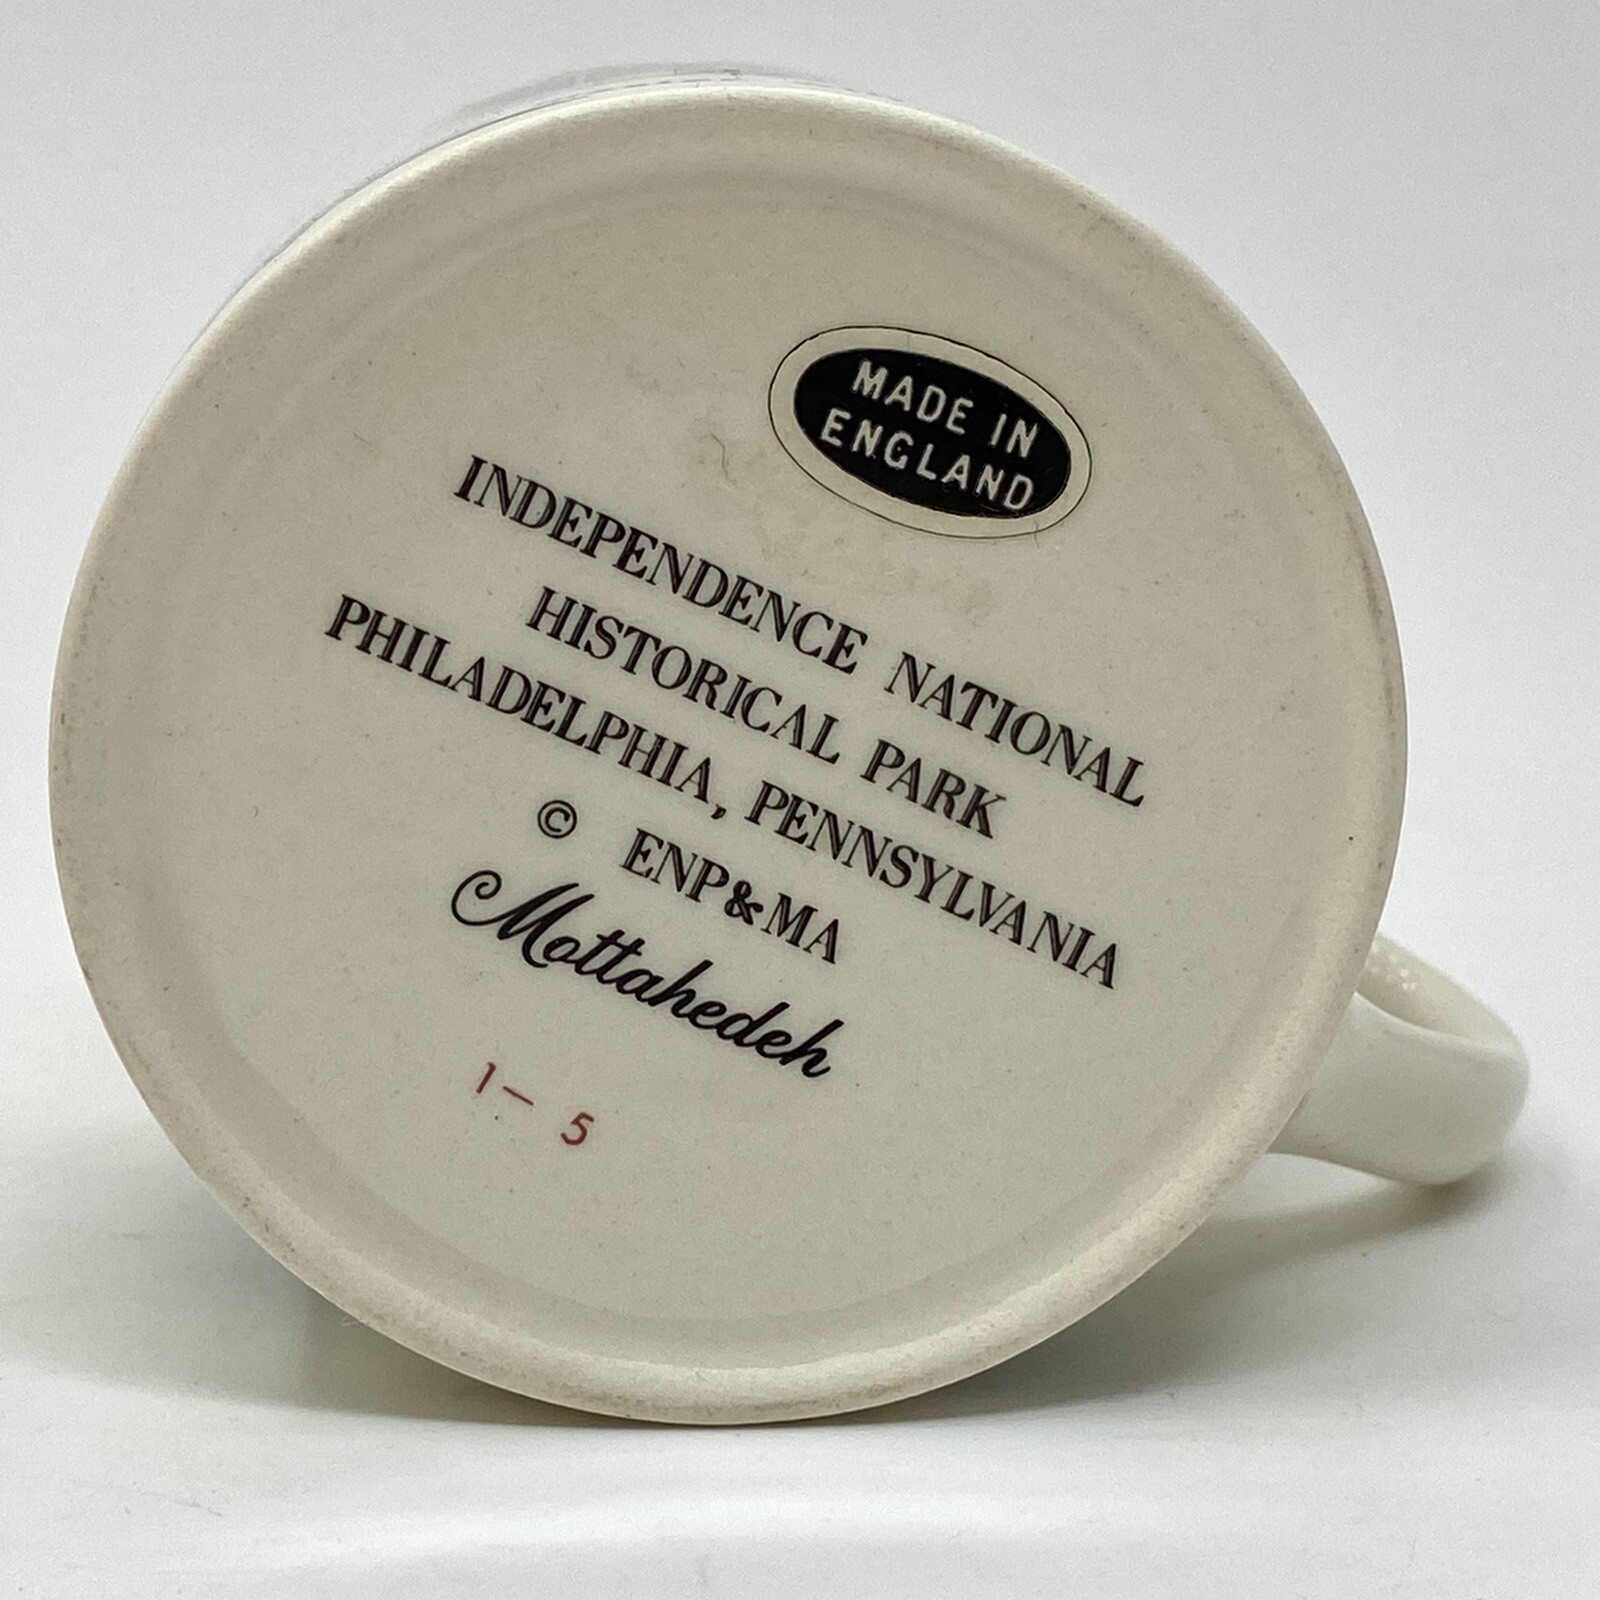 MADE IN
ENGLAND
INDEPENDENCE NATIONAL
HISTORICAL PARK
PHILADELPHIA, PENNSYLVANIA
© ENP&MA
Mottahedeh
1– 5